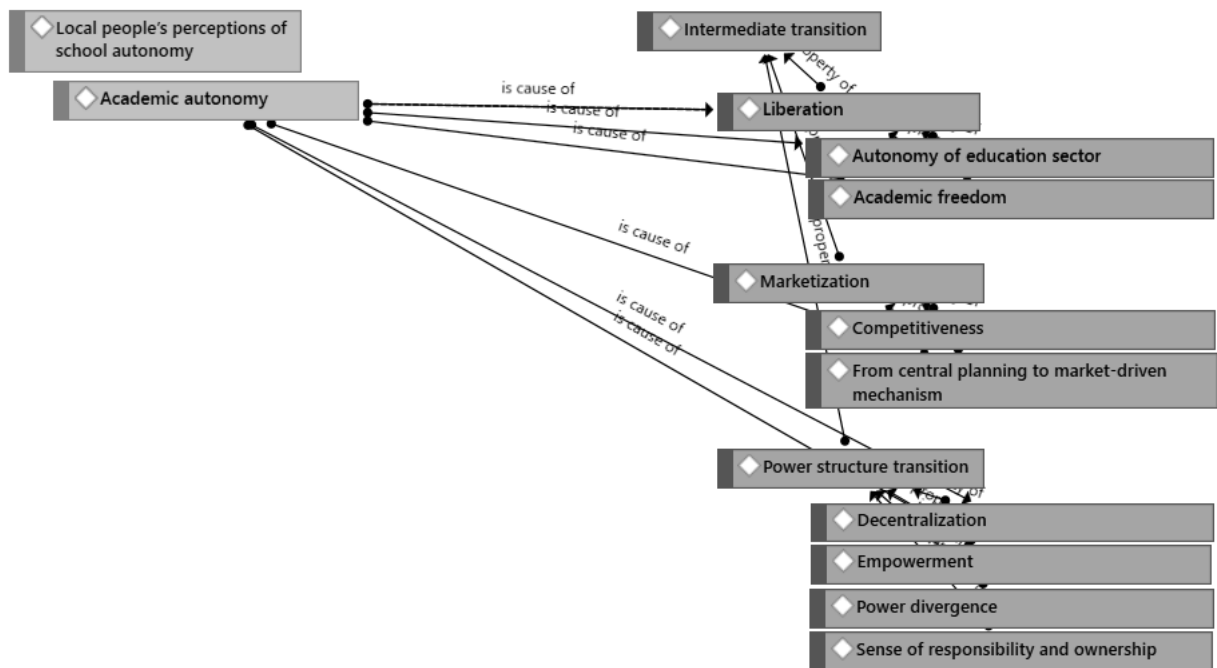 Local people's perceptions of
school autonomy
Academic autonomy
Intermediate transition
Liberation
Autonomy of education sector
Academic freedom
Marketization
Competitiveness
From central planning to market-driven
mechanism
Power structure transition
Decentralization
Empowerment
Power divergence
Sense of responsibility and ownership
is cause of
is cause of
is cause of
is cause of
is cause of
is cause of